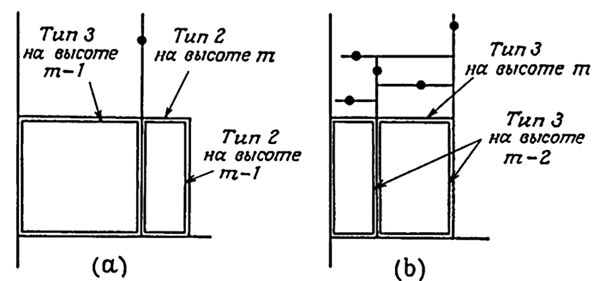 Тип 3
на высоте
m-1
Тип 2
на высоте m
Тип 2
на высоте
m-1
(a)
Тип 3
на высоте m
Тип 3
на высоте
m-2
(b)